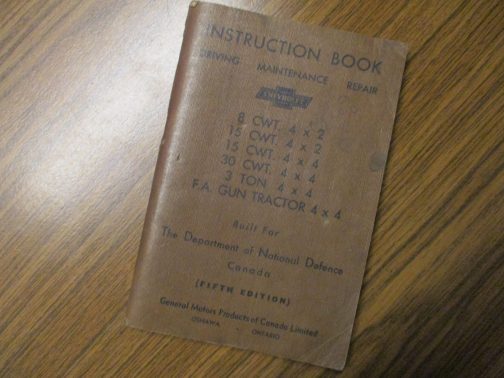 INSTRUCTION BOOK
DRIVING MAINTENANCE REPAIR
CHEVROLET
8 CWT. 4 x 2
15 CWT. 4 x 2
15 CWT. 4 x 4
30 CWT. 4 x 4
3 TON 4 x 4
F.A. GUN TRACTOR 4 x 4
Built For
The Department of National Defence
Canada
(FIFTH EDITION)
General Motors Products of Canada Limited
OSHAWA ONTARIO